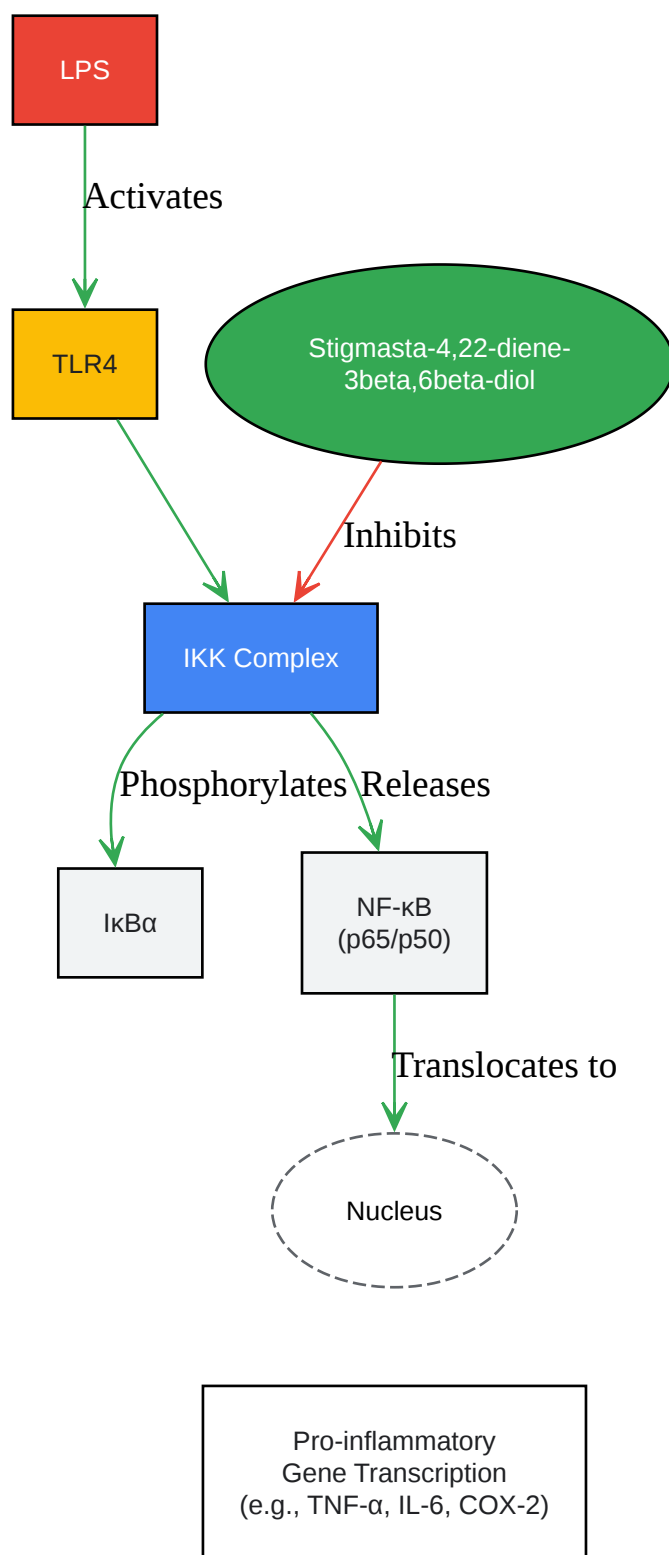 LPS
Activates
TLR4
Stigmasta-4,22-diene-
3beta,6beta-diol
Inhibits
IKK Complex
Phosphorylates
Releases
IκBα
NF-κB
(p65/p50)
Translocates to
Nucleus
Pro-inflammatory
Gene Transcription
(e.g., TNF-α, IL-6, COX-2)